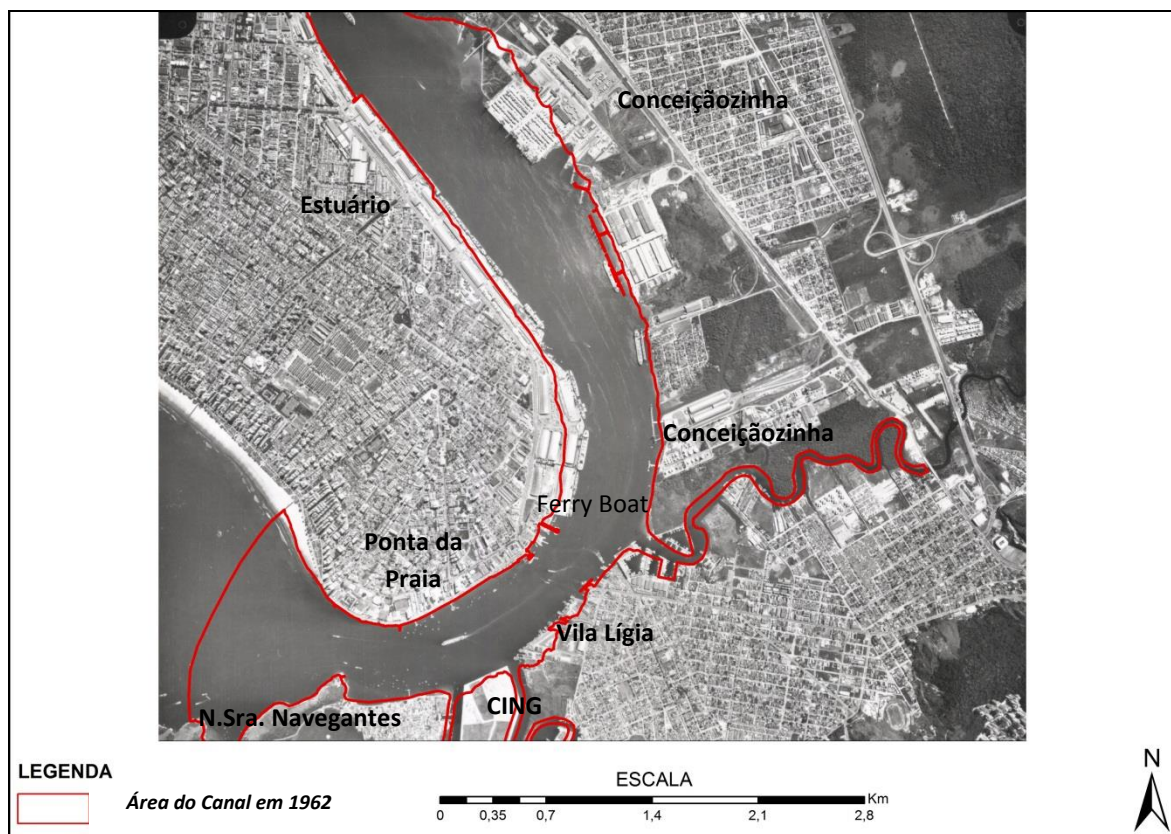 Conceiçãozinha
Estuário
Conceiçãozinha
Ferry Boat
Ponta da
Praia
Vila Lígia
CING
N.Sra. Navegantes
LEGENDA
Área do Canal em 1962
ESCALA
Km
0 0,35 0,7 1,4 2,1 2,8
N